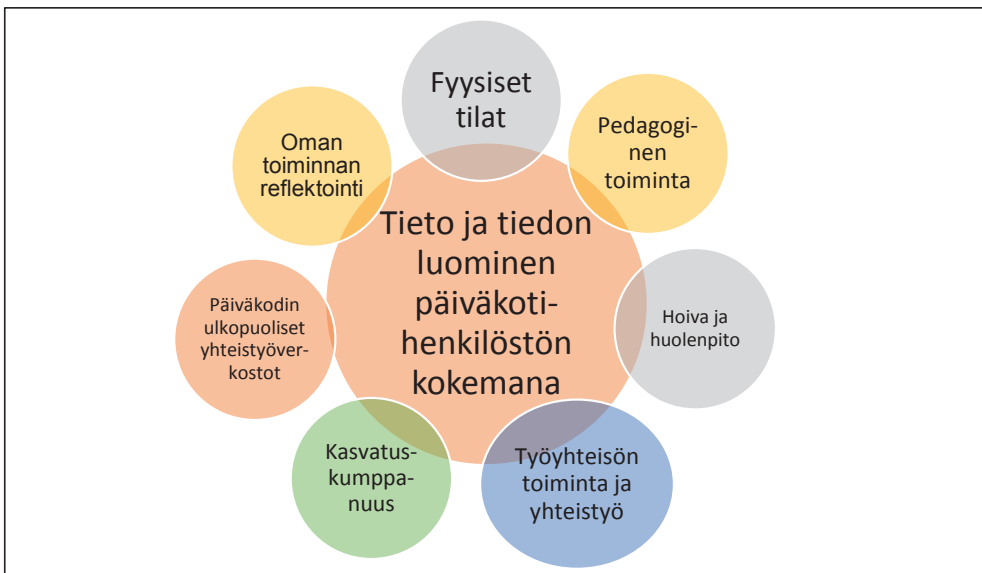 Fyysiset
tilat
Pedagogi-
nen
toiminta
Hoiva ja
huolenpito
Työyhteisön
toiminta ja
yhteistyö
Kasvatus-
kumppa-
nuus
Päiväkodin
ulkopuoliset
yhteistyöver-
kostot
Oman
toiminnan
reflektointi
Tieto ja tiedon
luominen
päiväkoti-
henkilöstön
kokemana